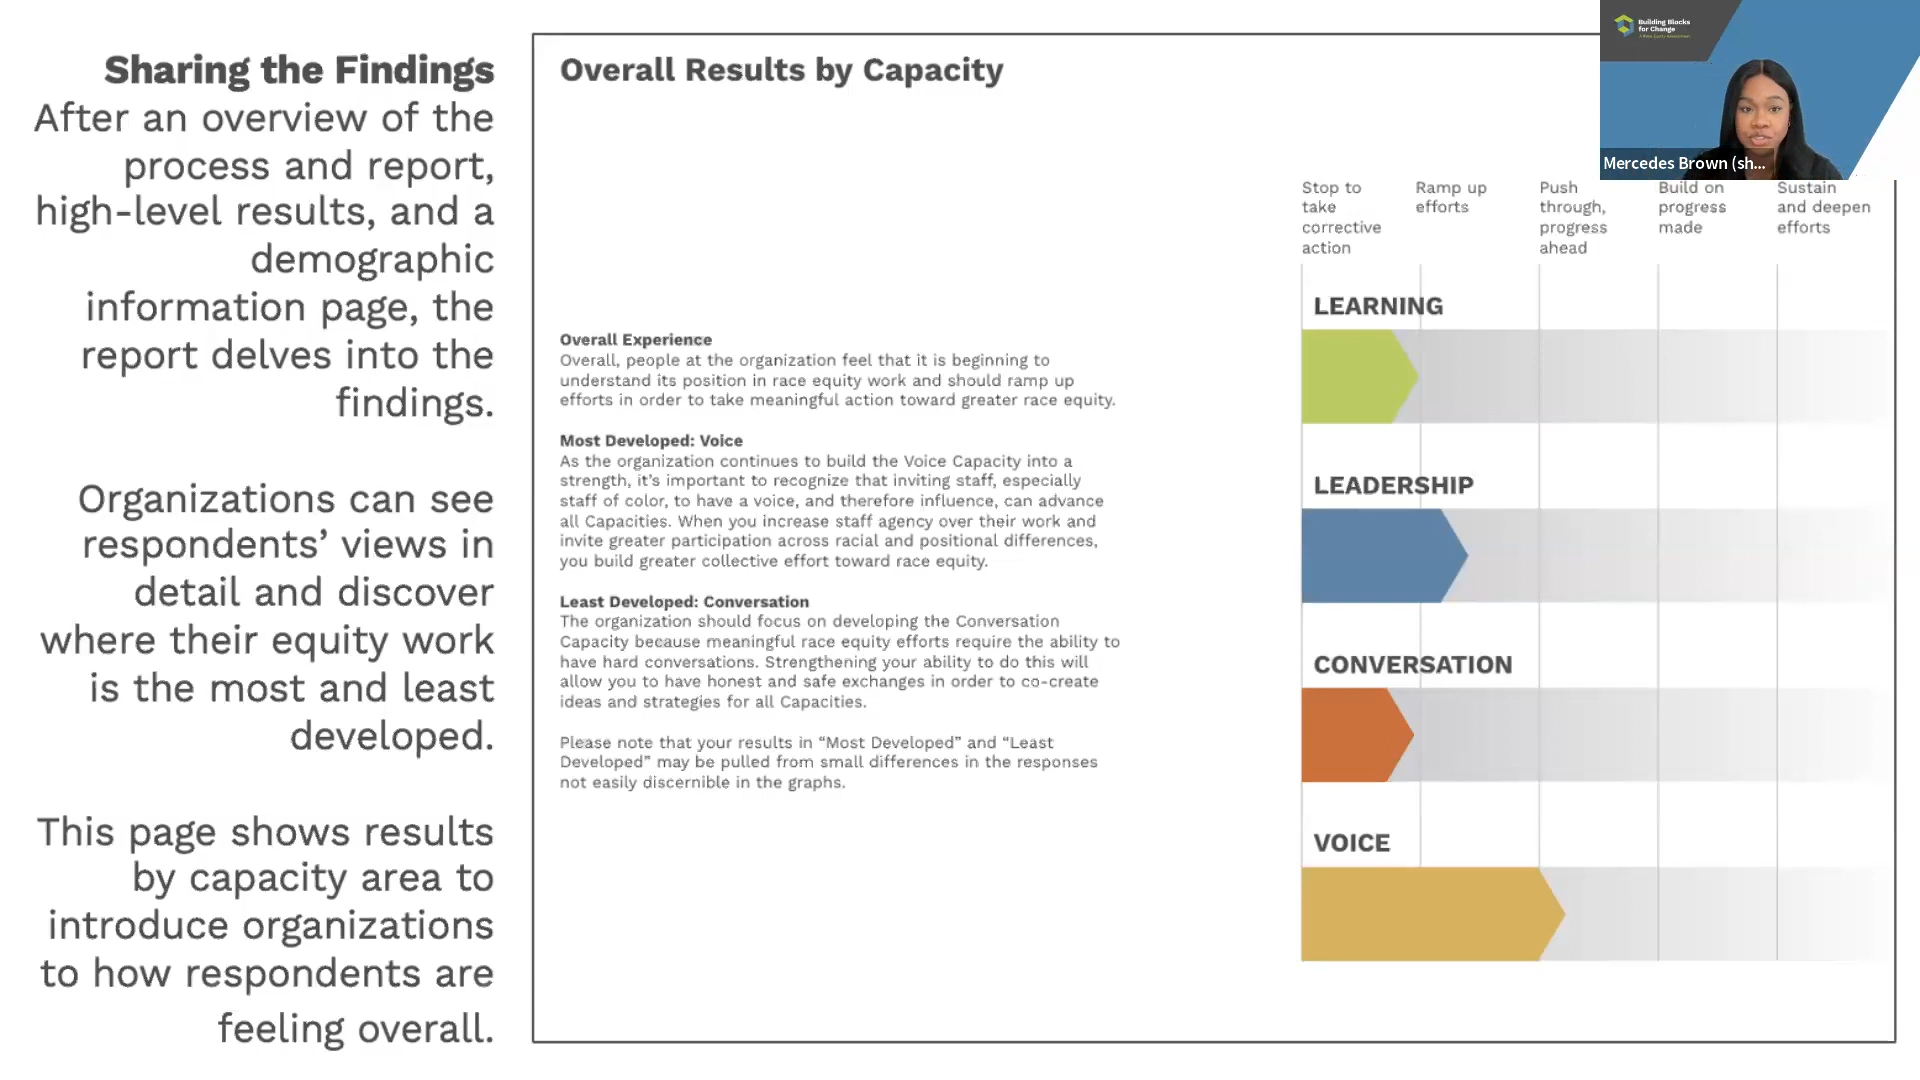 Sharing the Findings
After an overview of the
process and report,
high-level results, and a
demographic
information page, the
report delves into the
findings.
Organizations can see
respondents’ views in
detail and discover
where their equity work
is the most and least
developed.
This page shows results
by capacity area to
introduce organizations
to how respondents are
feeling overall.
Overall Results by Capacity
Overall Experience
Overall, people at the organization feel that it is beginning to
understand its position in race equity work and should ramp up
efforts in order to take meaningful action toward greater race equity.
Most Developed: Voice
As the organization continues to build the Voice Capacity into a
strength, it’s important to recognize that inviting staff, especially
staff of color, to have a voice, and therefore influence, can advance
all Capacities. When you increase staff agency over their work and
invite greater participation across racial and positional differences,
you build greater collective effort toward race equity.
Least Developed: Conversation
The organization should focus on developing the Conversation
Capacity because meaningful race equity efforts require the ability to
have hard conversations. Strengthening your ability to do this will
allow you to have honest and safe exchanges in order to co-create
ideas and strategies for all Capacities.
Please note that your results in “Most Developed” and “Least
Developed” may be pulled from small differences in the responses
not easily discernible in the graphs.
Stop to
take
corrective
action
Ramp up
efforts
Push
through,
progress
ahead
Build on
progress
made
Sustain
and deepen
efforts
LEARNING
LEADERSHIP
CONVERSATION
VOICE
Building Blocks
for Change
Mercedes Brown (sh...